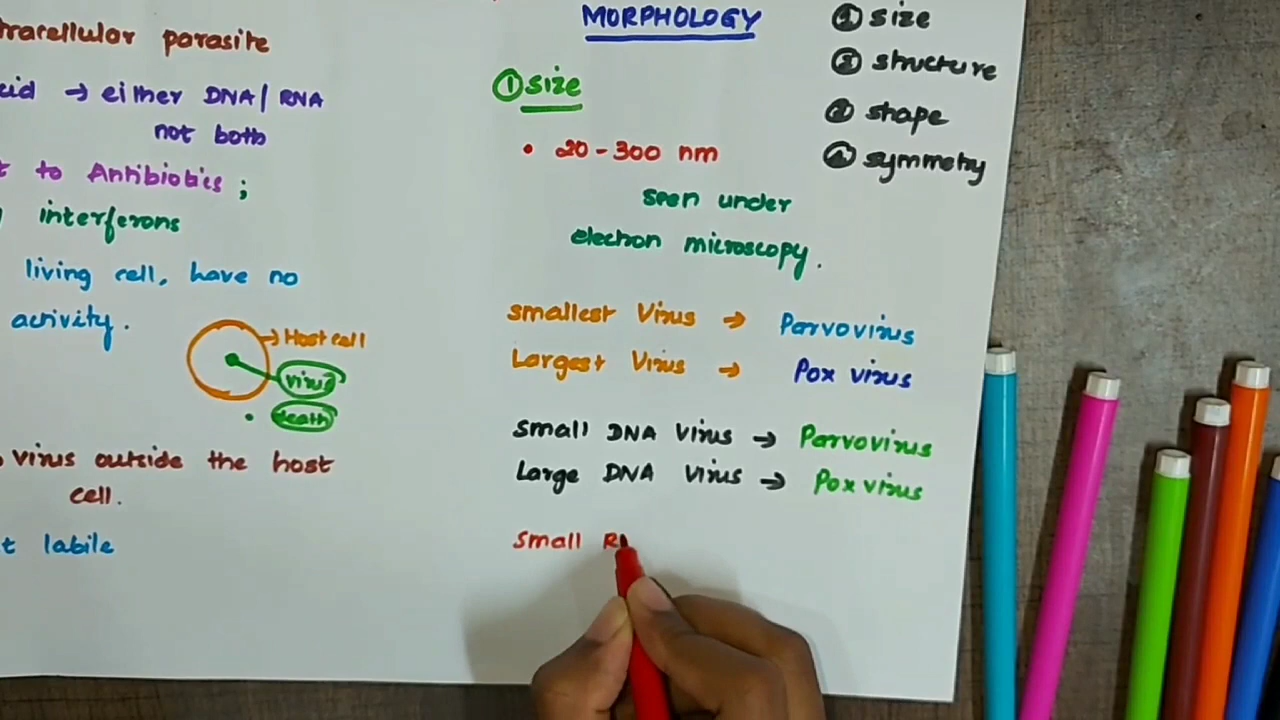 tracellular parasite
cid → either DNA/ RNA
not both
t to Antibiotics ;
interferons
living cell, have no
activity.
→ Host cell
virus
death
virus outside the host
cell.
t labile
MORPHOLOGY
① size
③ structure
② shape
④ symmetry
① size
• 20-300 nm
seen under
electron microscopy.
smallest Virus → Parvovirus
Largest Virus → Pox virus
small DNA Virus → Parvovirus
Large DNA Virus → Pox virus
small R